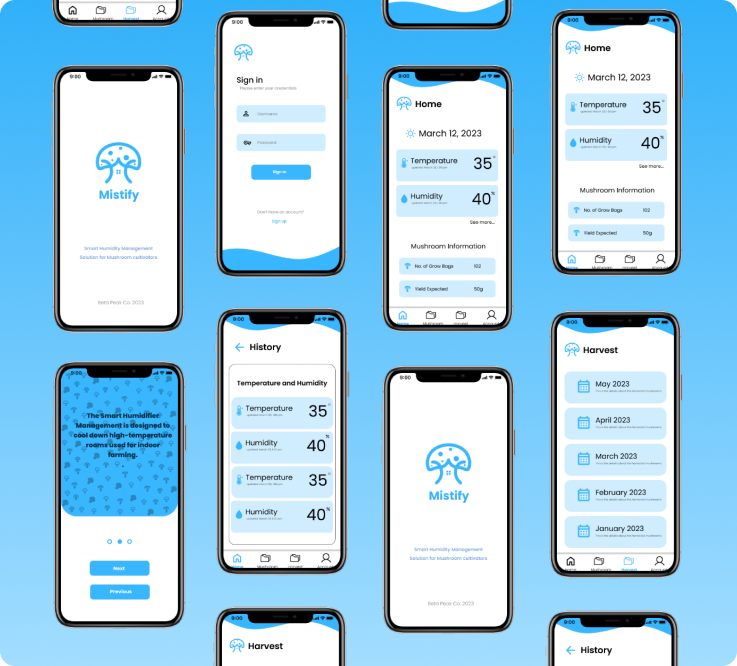 Home
Mushroom
Harvest
Account
9:00
Mistify
Smart Humidity Management
Solution for Mushroom cultivators
Beta Pear Co. 2023
9:00
The Smart Humidifier
Management is designed to
cool down high-temperature
rooms used for indoor
farming.
Next
Previous
9:00
Sign in
Please enter your credentials
Username
Password
Sign in
Don't have an account?
Sign up
9:00
History
Temperature and Humidity
Temperature
35°
Humidity
40%
Temperature
35°
Humidity
40%
Home
Mushroom
Harvest
Account
9:00
Harvest
9:00
Home
March 12, 2023
Temperature
35°
Humidity
40%
See more...
Mushroom Information
No. of Grow Bags 102
Yield Expected 50g
Home
Mushroom
Harvest
Account
9:00
Mistify
Smart Humidity Management
Solution for Mushroom cultivators
Beta Pear Co. 2023
9:00
Home
March 12, 2023
Temperature
35°
Humidity
40%
See more...
Mushroom Information
No. of Grow Bags 102
Yield Expected 50g
Home
Mushroom
Harvest
Account
9:00
Harvest
May 2023
April 2023
March 2023
February 2023
January 2023
Home
Mushroom
Harvest
Account
9:00
History